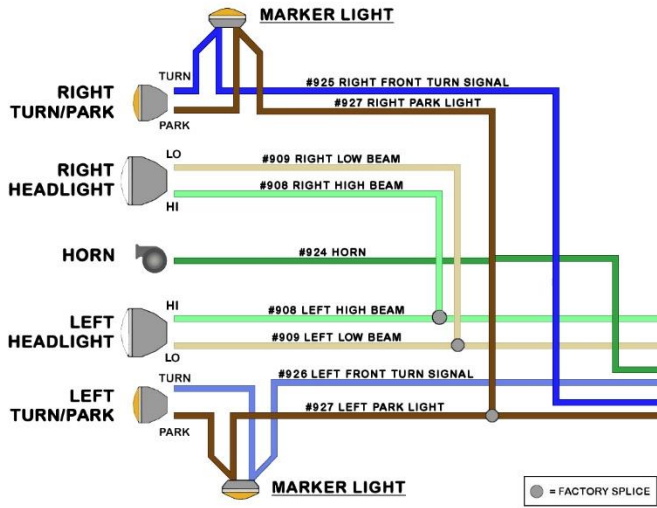 MARKER LIGHT
TURN
#925 RIGHT FRONT TURN SIGNAL
RIGHT
TURN/PARK
#927 RIGHT PARK LIGHT
PARK
LO
#909 RIGHT LOW BEAM
RIGHT
HEADLIGHT
#908 RIGHT HIGH BEAM
HI
HORN
#924 HORN
HI
#908 LEFT HIGH BEAM
LEFT
HEADLIGHT
#909 LEFT LOW BEAM
LO
TURN
#926 LEFT FRONT TURN SIGNAL
LEFT
TURN/PARK
#927 LEFT PARK LIGHT
PARK
MARKER LIGHT
= FACTORY SPLICE